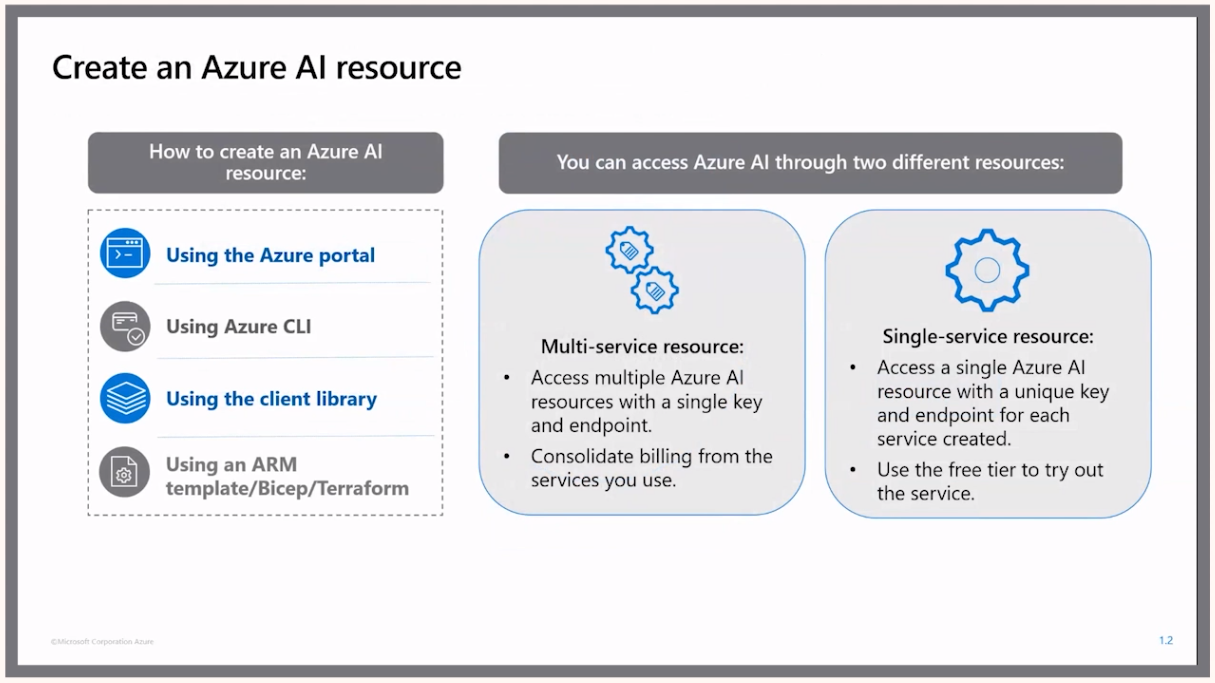 Create an Azure AI resource
How to create an Azure AI
resource:
Using the Azure portal
Using Azure CLI
Using the client library
Using an ARM
template/Bicep/Terraform
You can access Azure AI through two different resources:
Multi-service resource:
• Access multiple Azure AI
resources with a single key
and endpoint.
• Consolidate billing from the
services you use.
Single-service resource:
• Access a single Azure AI
resource with a unique key
and endpoint for each
service created.
• Use the free tier to try out
the service.
©Microsoft Corporation Azure
1.2